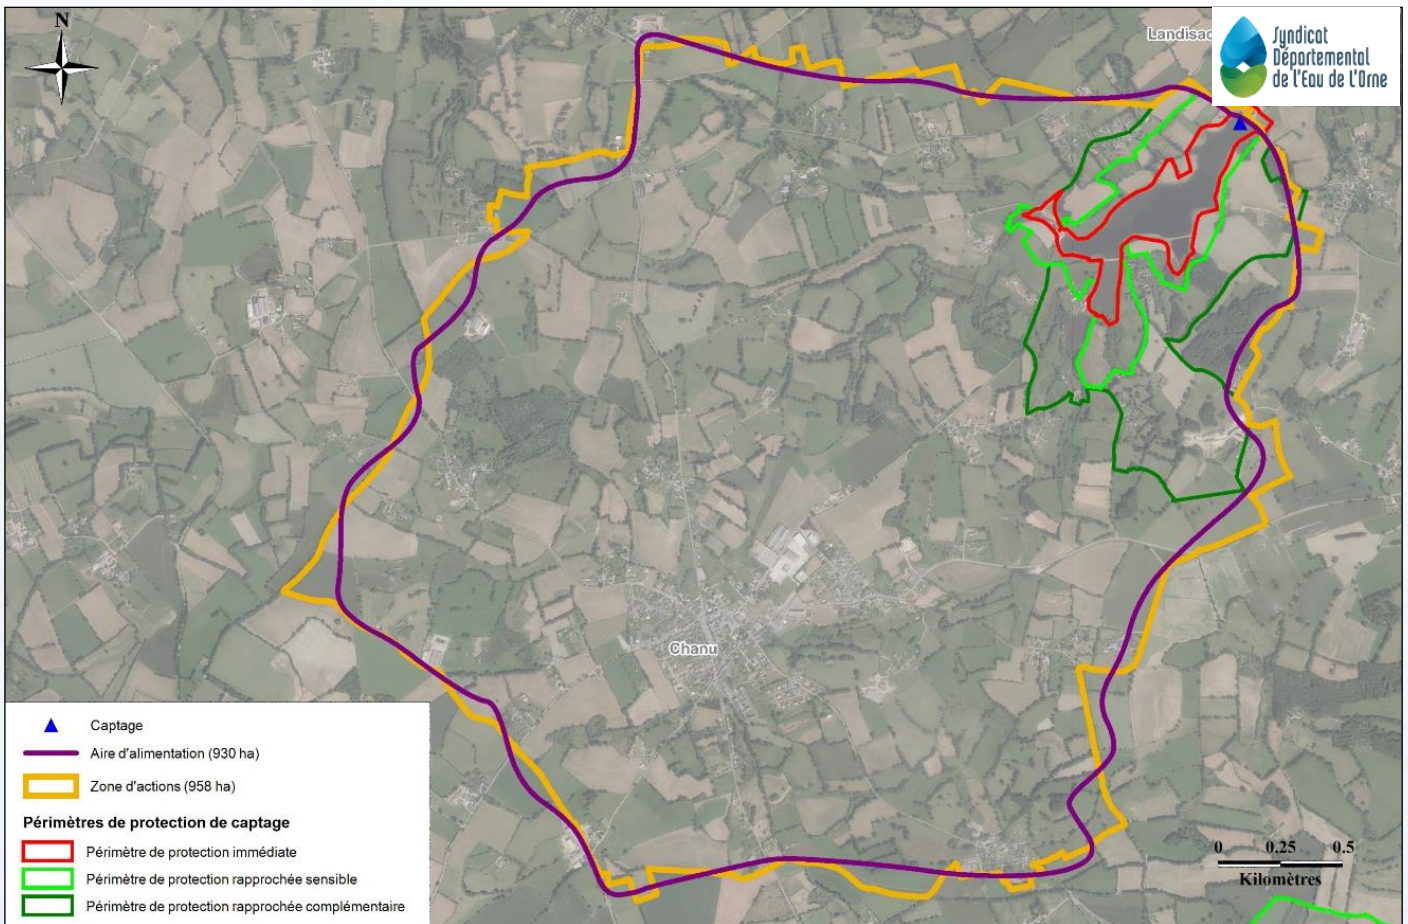 N
Landisac
Syndicat
Départemental
de l'Eau de l'Orne
Chanu
Captage
Aire d'alimentation (930 ha)
Zone d'actions (958 ha)
Périmètres de protection de captage
Périmètre de protection immédiate
Périmètre de protection rapprochée sensible
Périmètre de protection rapprochée complémentaire
0 0.25 0.5
Kilomètres